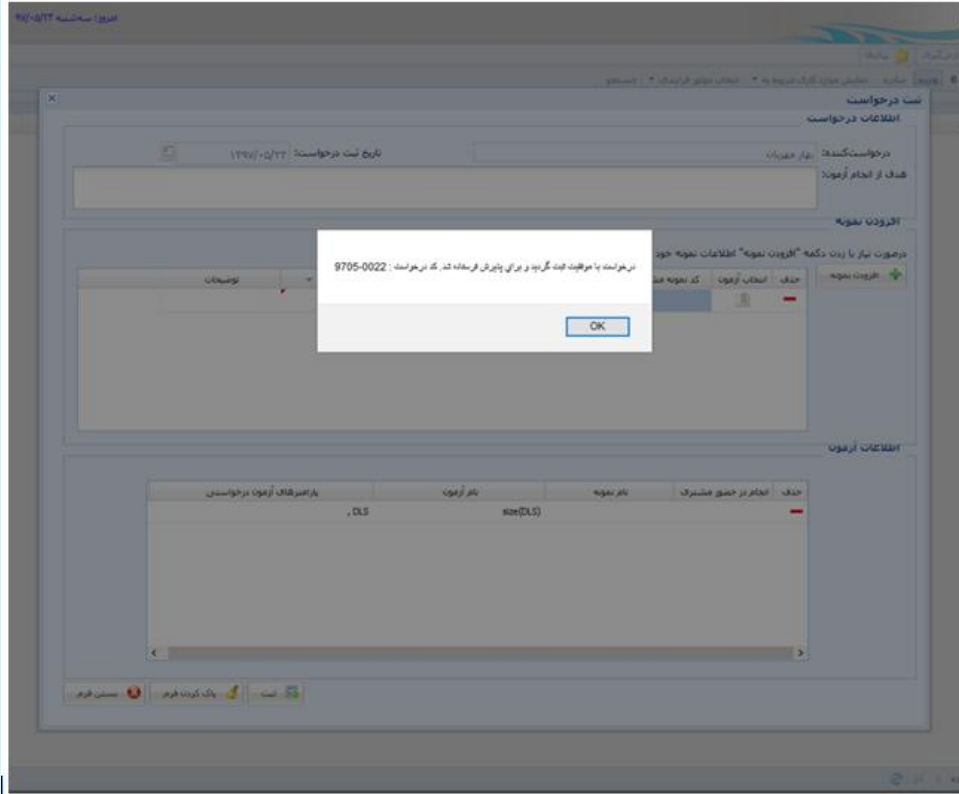 امروز: سه‌شنبه ۹۷/۰۵/۲۳
ثبت درخواست
اطلاعات درخواست
درخواست‌کننده: بهار مهربان
تاریخ ثبت درخواست: ۱۳۹۷/۰۵/۲۳
هدف از انجام آزمون:
افزودن نمونه
درصورت نیاز با زدن دکمه "افزودن نمونه" اطلاعات نمونه خود
افزودن نمونه
حذف انتخاب آزمون کد نمونه توضیحات
درخواست با موفقیت ثبت گردید و برای پذیرش فرستاده شد. کد درخواست : 9705-0022
OK
اطلاعات آزمون
حذف انجام در حضور مشتری نام نمونه نام آزمون پارامترهای آزمون درخواستی
size(DLS) , DLS
ثبت پاک کردن فرم بستن فرم